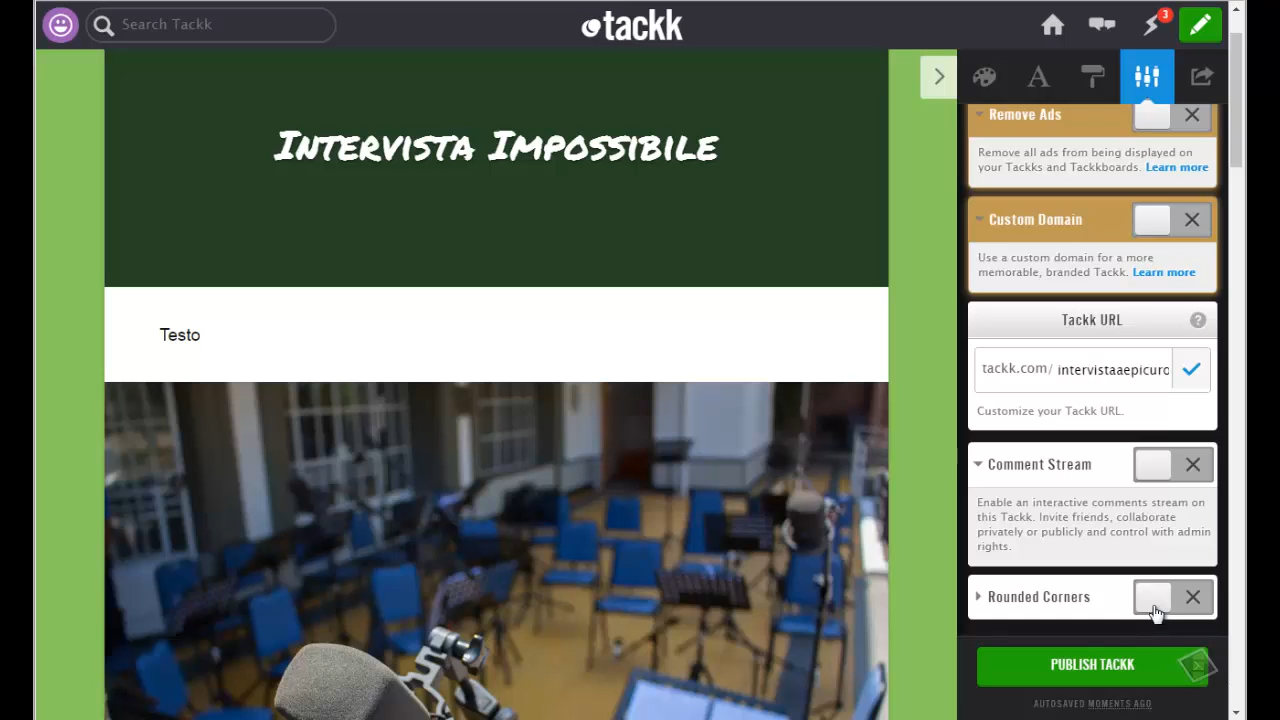 Search Tackk
tackk
3
Intervista Impossibile
Testo
Remove Ads
Remove all ads from being displayed on
your Tackks and Tackkboards. Learn more
Custom Domain
Use a custom domain for a more
memorable, branded Tackk. Learn more
Tackk URL
?
tackk.com/ intervistaaepicuro
Customize your Tackk URL.
Comment Stream
Enable an interactive comments stream on
this Tackk. Invite friends, collaborate
privately or publicly and control with admin
rights.
Rounded Corners
PUBLISH TACKK
AUTOSAVED MOMENTS AGO